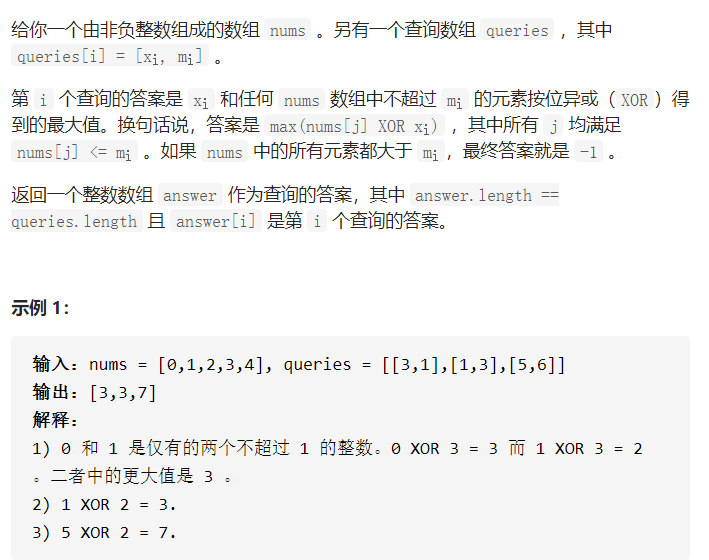 给你一个由非负整数组成的数组 nums 。另有一个查询数组 queries ，其中
queries[i] = [xi, mi] 。
第 i 个查询的答案是 xi 和任何 nums 数组中不超过 mi 的元素按位异或（XOR）得
到的最大值。换句话说，答案是 max(nums[j] XOR xi) ，其中所有 j 均满足
nums[j] <= mi 。如果 nums 中的所有元素都大于 mi，最终答案就是 -1 。
返回一个整数数组 answer 作为查询的答案，其中 answer.length ==
queries.length 且 answer[i] 是第 i 个查询的答案。
示例 1：
输入：nums = [0,1,2,3,4], queries = [[3,1],[1,3],[5,6]]
输出：[3,3,7]
解释：
1) 0 和 1 是仅有的两个不超过 1 的整数。0 XOR 3 = 3 而 1 XOR 3 = 2
。二者中的更大值是 3 。
2) 1 XOR 2 = 3.
3) 5 XOR 2 = 7.